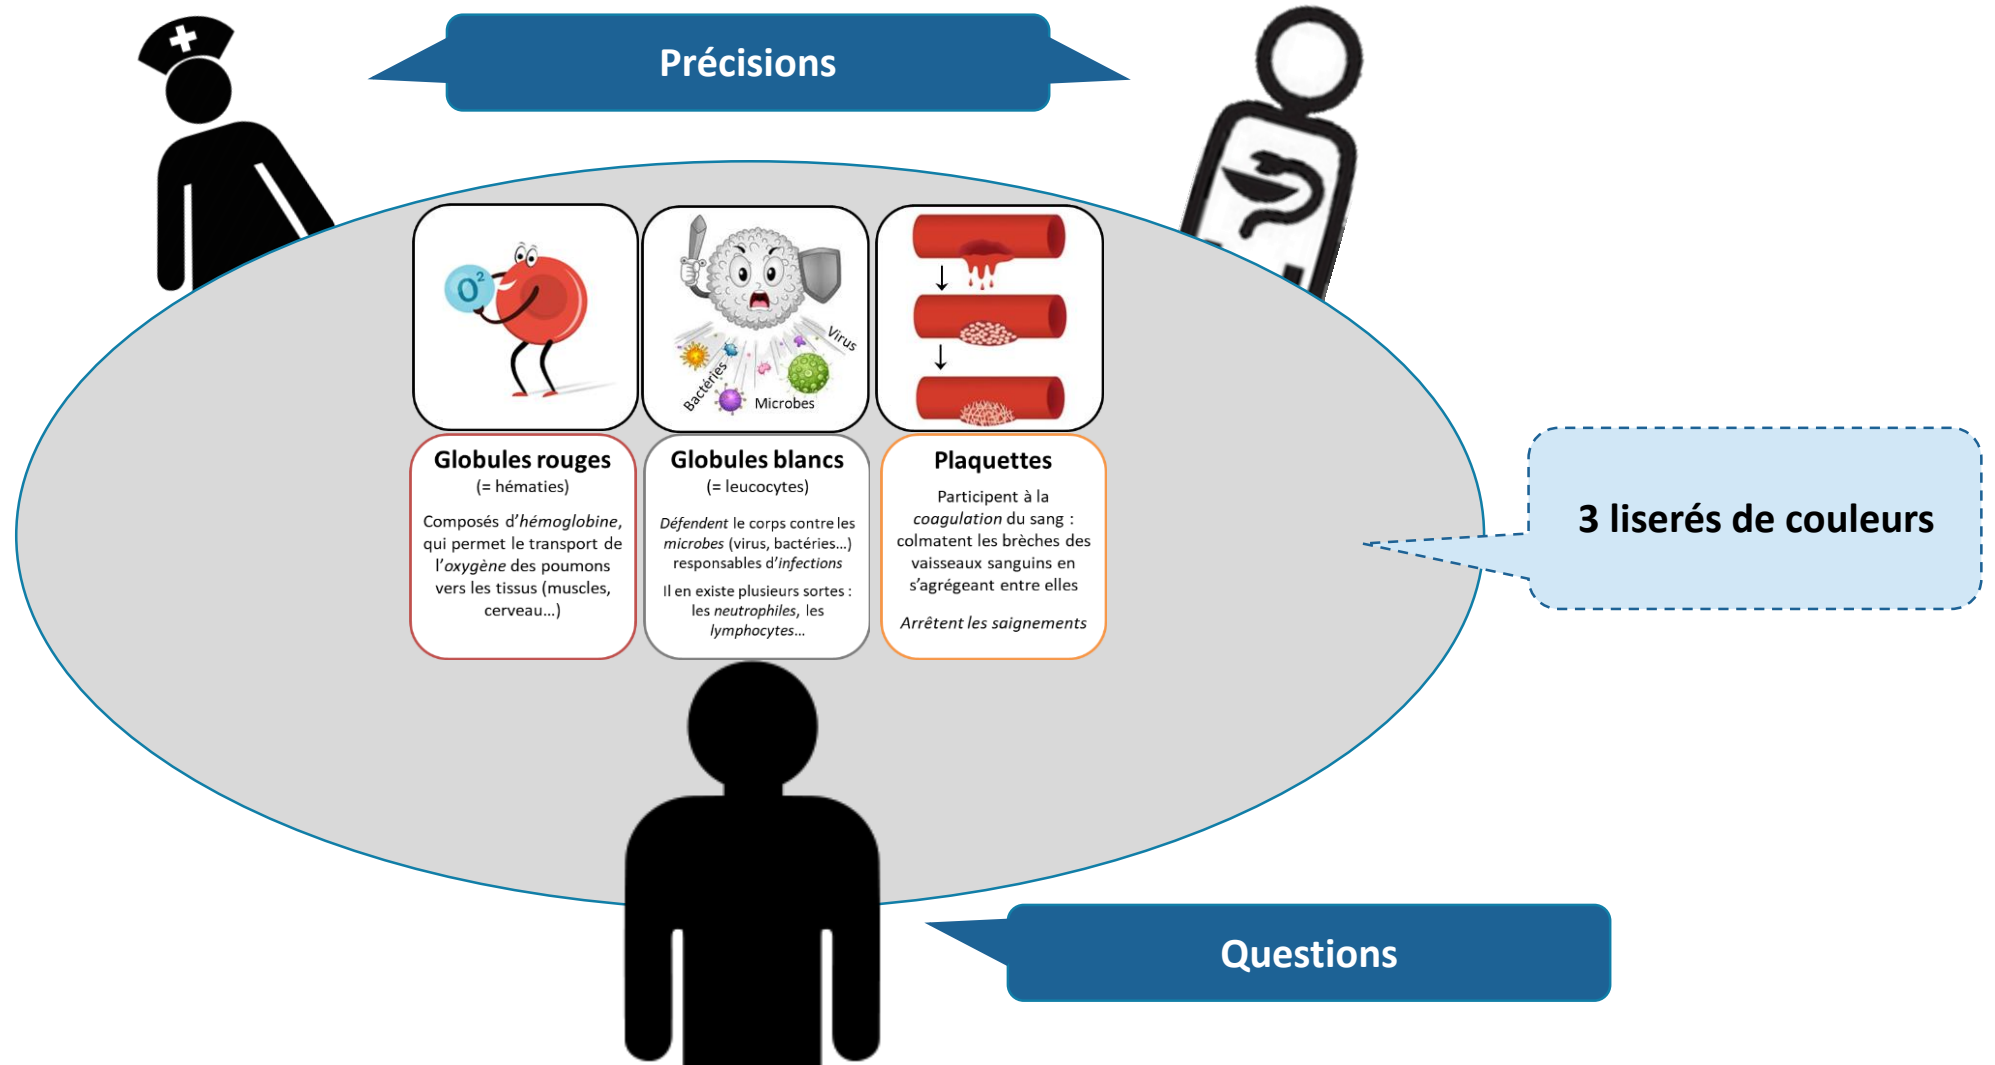 Précisions
O²
Virus
Bactéries
Microbes
Globules rouges
(= hématies)
Composés d’hémoglobine,
qui permet le transport de
l’oxygène des poumons
vers les tissus (muscles,
cerveau…)
Globules blancs
(= leucocytes)
Défendent le corps contre les
microbes (virus, bactéries…)
responsables d’infections
Il en existe plusieurs sortes :
les neutrophiles, les
lymphocytes…
Plaquettes
Participent à la
coagulation du sang :
colmatent les brèches des
vaisseaux sanguins en
s’agrégeant entre elles
Arrêtent les saignements
3 liserés de couleurs
Questions